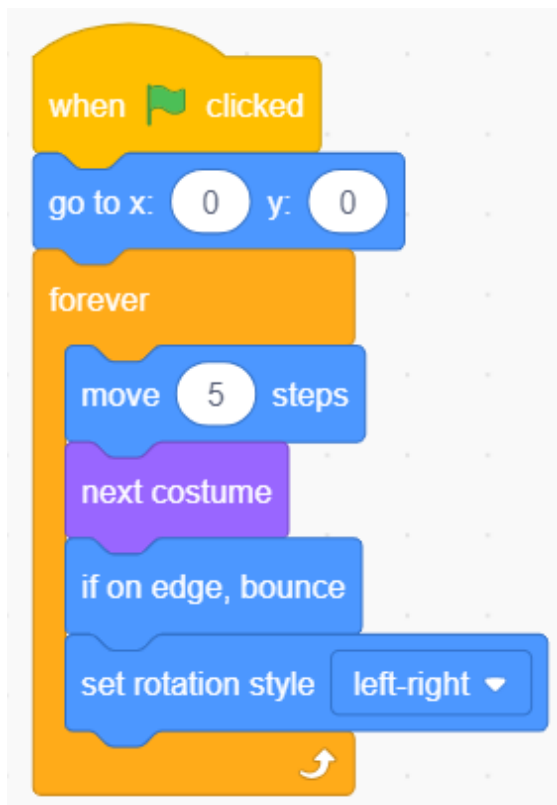 when clicked
go to x: 0 y: 0
forever
move 5 steps
next costume
if on edge, bounce
set rotation style left-right